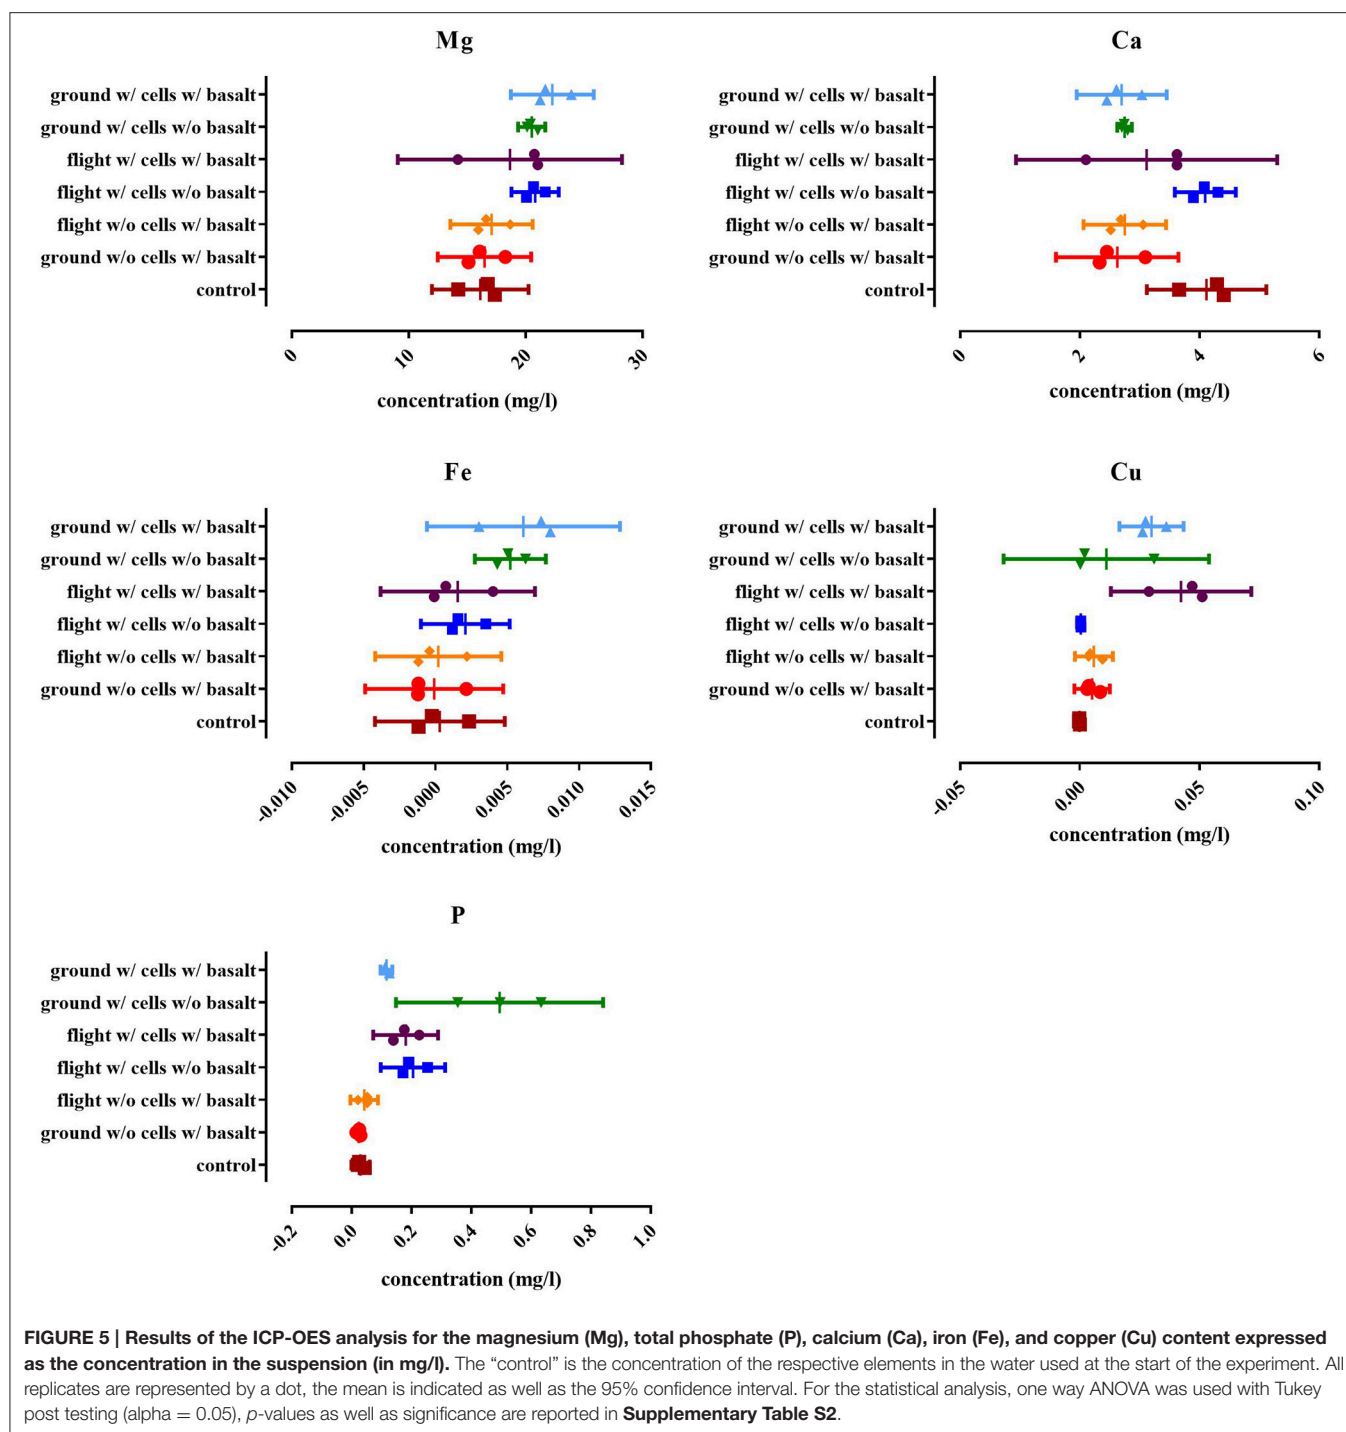 Mg
ground w/ cells w/ basalt
ground w/ cells w/o basalt
flight w/ cells w/ basalt
flight w/ cells w/o basalt
flight w/o cells w/ basalt
ground w/o cells w/ basalt
control
0 10 20 30
concentration (mg/l)
Ca
ground w/ cells w/ basalt
ground w/ cells w/o basalt
flight w/ cells w/ basalt
flight w/ cells w/o basalt
flight w/o cells w/ basalt
ground w/o cells w/ basalt
control
0 2 4 6
concentration (mg/l)
Fe
ground w/ cells w/ basalt
ground w/ cells w/o basalt
flight w/ cells w/ basalt
flight w/ cells w/o basalt
flight w/o cells w/ basalt
ground w/o cells w/ basalt
control
-0.010 -0.005 0.000 0.005 0.010 0.015
concentration (mg/l)
Cu
ground w/ cells w/ basalt
ground w/ cells w/o basalt
flight w/ cells w/ basalt
flight w/ cells w/o basalt
flight w/o cells w/ basalt
ground w/o cells w/ basalt
control
-0.05 0.00 0.05 0.10
concentration (mg/l)
P
ground w/ cells w/ basalt
ground w/ cells w/o basalt
flight w/ cells w/ basalt
flight w/ cells w/o basalt
flight w/o cells w/ basalt
ground w/o cells w/ basalt
control
-0.2 0.0 0.2 0.4 0.6 0.8 1.0
concentration (mg/l)
FIGURE 5 | Results of the ICP-OES analysis for the magnesium (Mg), total phosphate (P), calcium (Ca), iron (Fe), and copper (Cu) content expressed
as the concentration in the suspension (in mg/l). The “control” is the concentration of the respective elements in the water used at the start of the experiment. All
replicates are represented by a dot, the mean is indicated as well as the 95% confidence interval. For the statistical analysis, one way ANOVA was used with Tukey
post testing (alpha = 0.05), p-values as well as significance are reported in Supplementary Table S2.